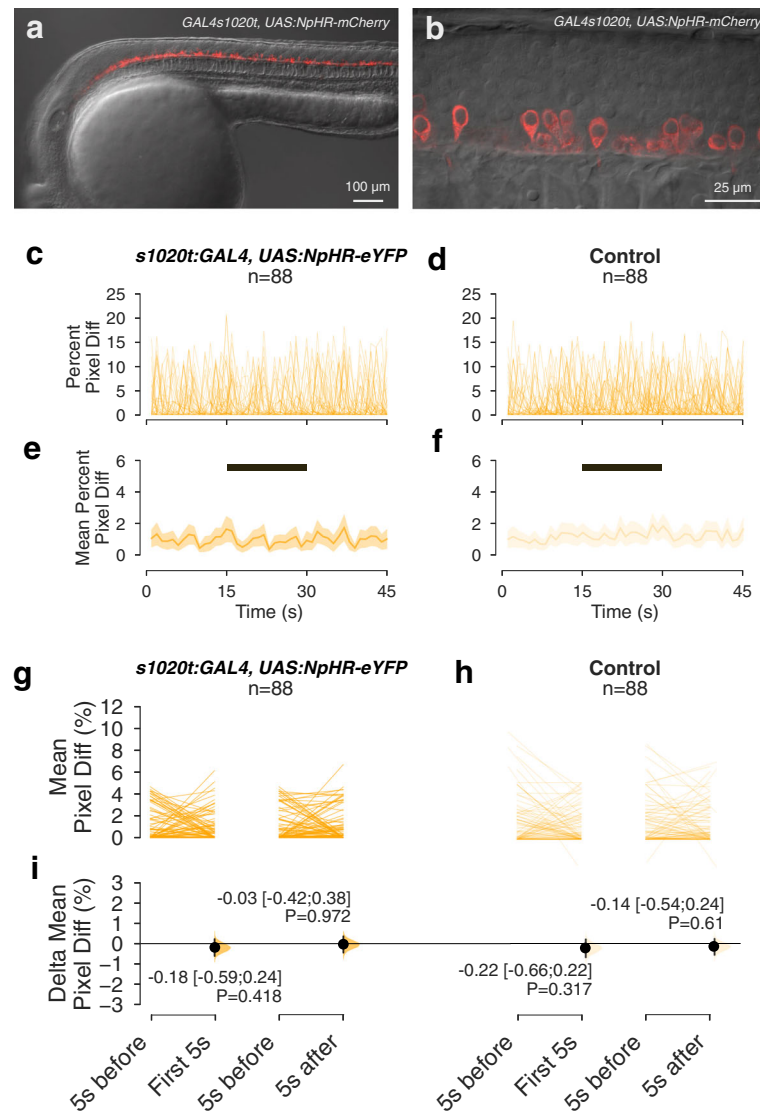 a
GAL4s1020t, UAS:NpHR-mCherry
100 µm
b
GAL4s1020t, UAS:NpHR-mCherry
25 µm
c
s1020t:GAL4, UAS:NpHR-eYFP
n=88
d
Control
n=88
Percent
Pixel Diff
25
20
15
10
5
0
25
20
15
10
5
0
e
Mean Percent
Pixel Diff
6
4
2
0
0
15
30
45
Time (s)
f
6
4
2
0
0
15
30
45
Time (s)
g
s1020t:GAL4, UAS:NpHR-eYFP
n=88
h
Control
n=88
Mean
Pixel Diff (%)
12
10
8
6
4
2
0
i
Delta Mean
Pixel Diff (%)
3
2
1
0
−1
−2
−3
-0.03 [-0.42;0.38]
P=0.972
-0.18 [-0.59;0.24]
P=0.418
-0.14 [-0.54;0.24]
P=0.61
-0.22 [-0.66;0.22]
P=0.317
5s before
First 5s
5s before
5s after
5s before
First 5s
5s before
5s after